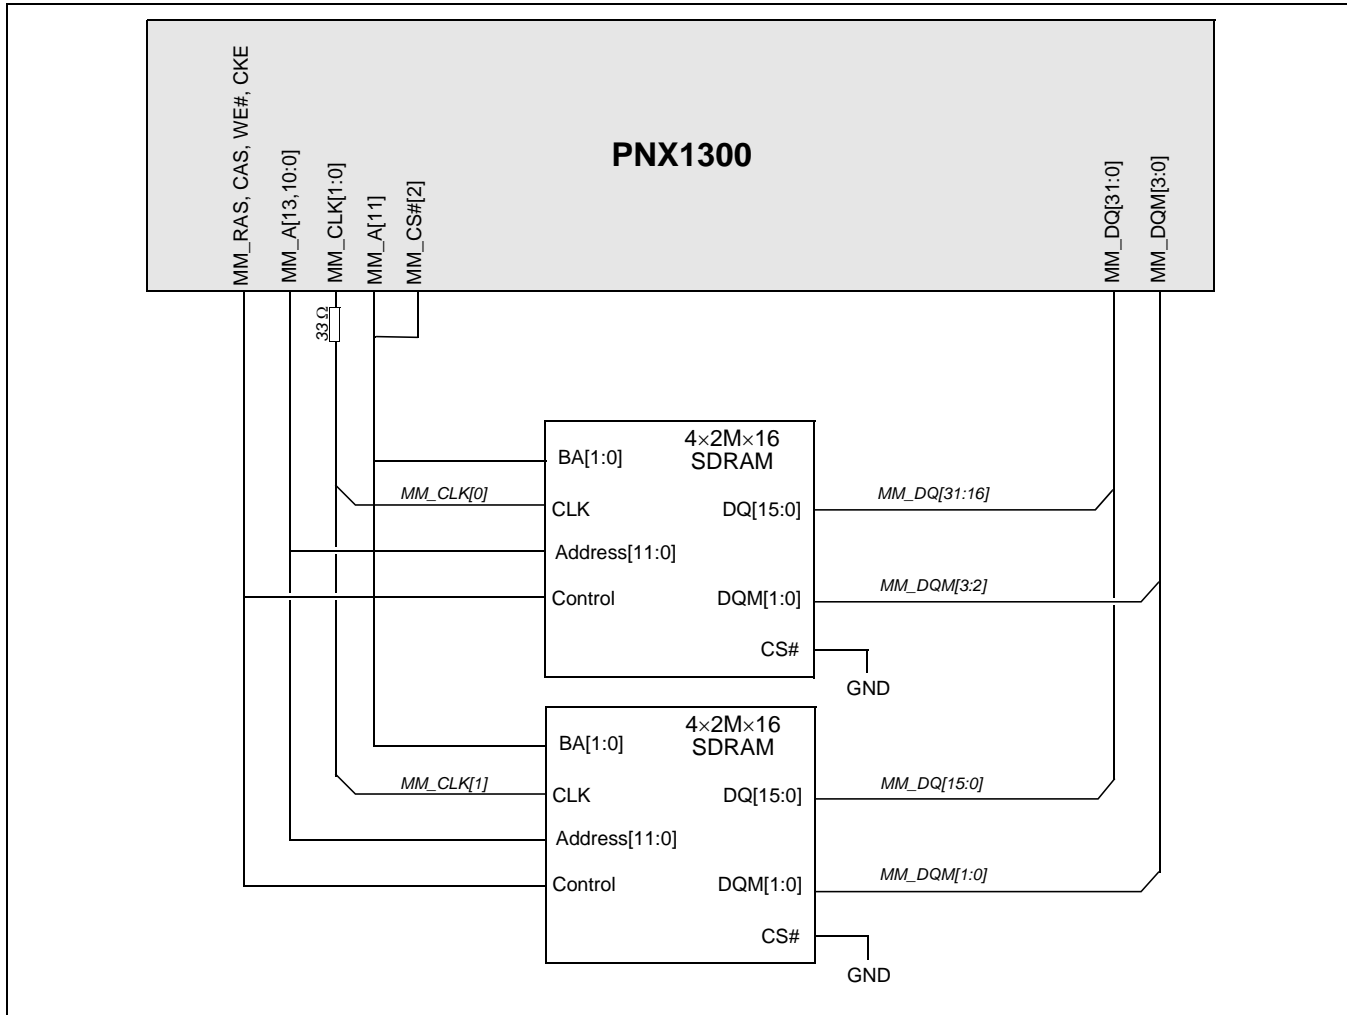 MM_RAS, CAS, WE#, CKE
MM_A[13,10:0]
MM_CLK[1:0]
MM_A[11]
MM_CS#[2]
PNX1300
MM_DQ[31:0]
MM_DQM[3:0]
33 Ω
4×2M×16
SDRAM
BA[1:0]
MM_CLK[0]
CLK
DQ[15:0]
MM_DQ[31:16]
Address[11:0]
Control
DQM[1:0]
MM_DQM[3:2]
CS#
GND
4×2M×16
SDRAM
BA[1:0]
MM_CLK[1]
CLK
DQ[15:0]
MM_DQ[15:0]
Address[11:0]
Control
DQM[1:0]
MM_DQM[1:0]
CS#
GND